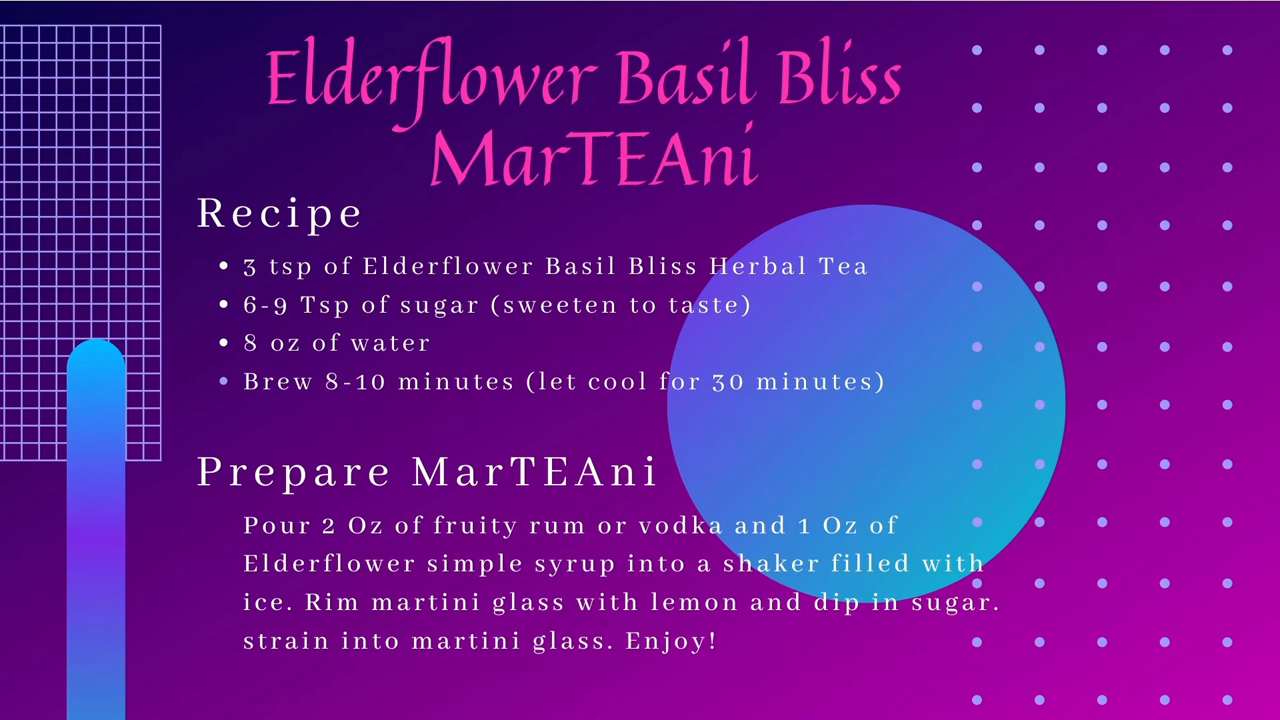 Elderflower Basil Bliss
MarTEAni
Recipe
• 3 tsp of Elderflower Basil Bliss Herbal Tea
• 6-9 Tsp of sugar (sweeten to taste)
• 8 oz of water
• Brew 8-10 minutes (let cool for 30 minutes)
Prepare MarTEAni
Pour 2 Oz of fruity rum or vodka and 1 Oz of
Elderflower simple syrup into a shaker filled with
ice. Rim martini glass with lemon and dip in sugar.
strain into martini glass. Enjoy!